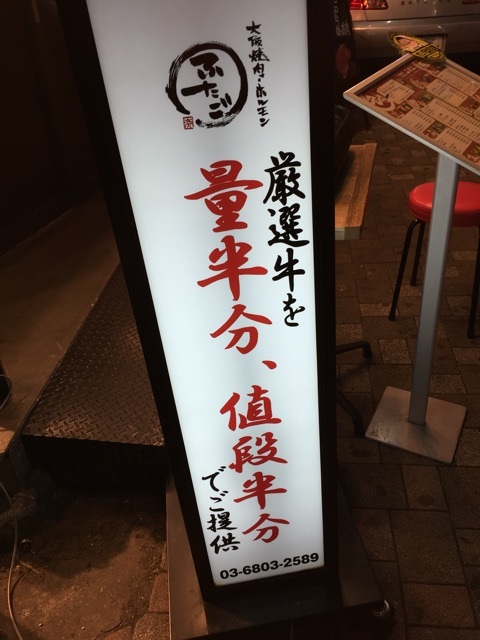 大阪焼肉・ホルモン
ふたご
厳選牛を
量半分、値段半分
でご提供
03-6803-2589